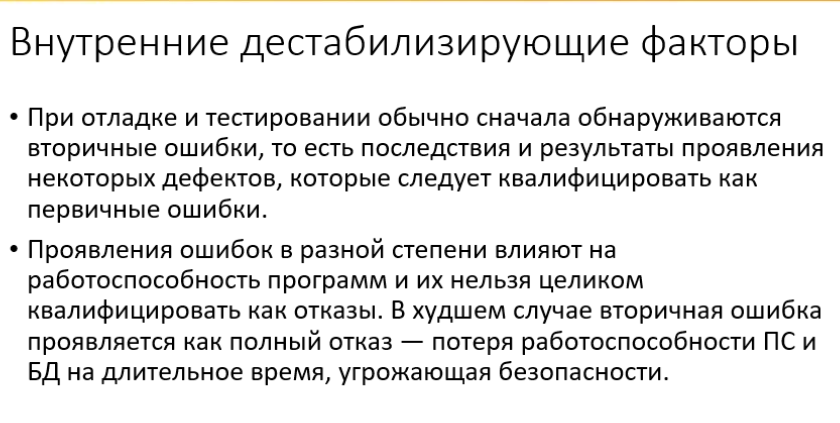 Внутренние дестабилизирующие факторы
• При отладке и тестировании обычно сначала обнаруживаются
вторичные ошибки, то есть последствия и результаты проявления
некоторых дефектов, которые следует квалифицировать как
первичные ошибки.
• Проявления ошибок в разной степени влияют на
работоспособность программ и их нельзя целиком
квалифицировать как отказы. В худшем случае вторичная ошибка
проявляется как полный отказ — потеря работоспособности ПС и
БД на длительное время, угрожающая безопасности.